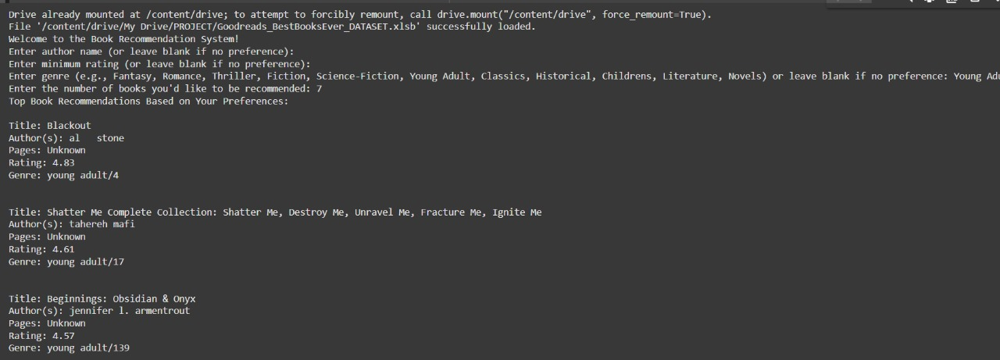 Drive already mounted at /content/drive; to attempt to forcibly remount, call drive.mount("/content/drive", force_remount=True).
File '/content/drive/My Drive/PROJECT/Goodreads_BestBooksEver_DATASET.xlsb' successfully loaded.
Welcome to the Book Recommendation System!
Enter author name (or leave blank if no preference):
Enter minimum rating (or leave blank if no preference):
Enter genre (e.g., Fantasy, Romance, Thriller, Fiction, Science-Fiction, Young Adult, Classics, Historical, Childrens, Literature, Novels) or leave blank if no preference: Young
Enter the number of books you'd like to be recommended: 7
Top Book Recommendations Based on Your Preferences:
Title: Blackout
Author(s): al   stone
Pages: Unknown
Rating: 4.83
Genre: young adult/4
Title: Shatter Me Complete Collection: Shatter Me, Destroy Me, Unravel Me, Fracture Me, Ignite Me
Author(s): tahereh mafi
Pages: Unknown
Rating: 4.61
Genre: young adult/17
Title: Beginnings: Obsidian & Onyx
Author(s): jennifer l. armentrout
Pages: Unknown
Rating: 4.57
Genre: young adult/139